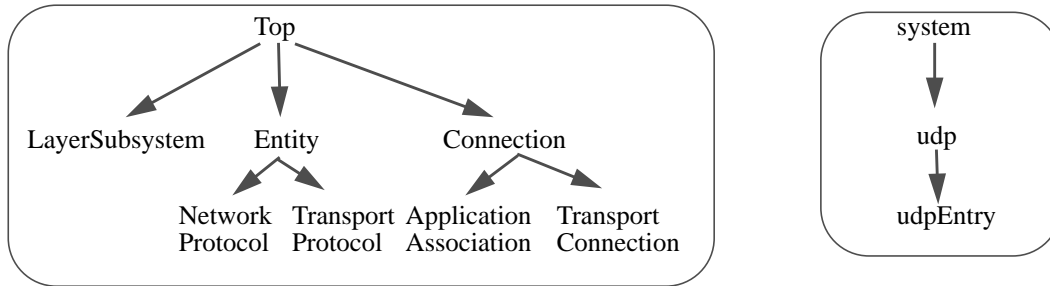 Top
LayerSubsystem
Entity
Connection
Network
Protocol
Transport
Protocol
Application
Association
Transport
Connection
system
udp
udpEntry